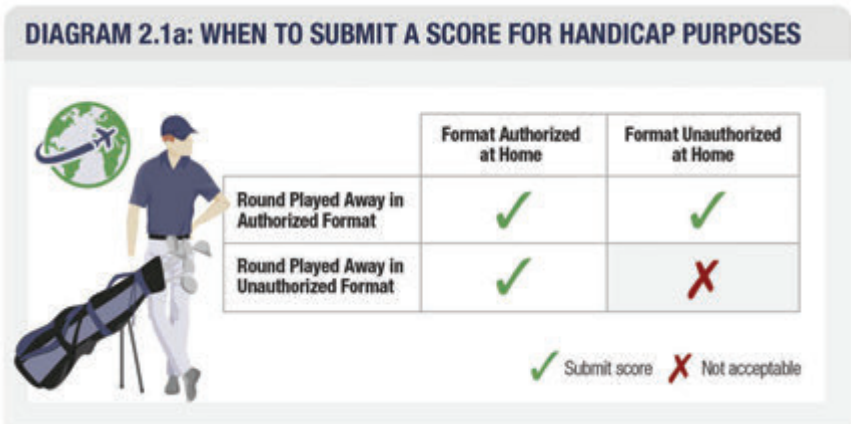 DIAGRAM 2.1a: WHEN TO SUBMIT A SCORE FOR HANDICAP PURPOSES
Format Authorized
at Home
Format Unauthorized
at Home
Round Played Away in
Authorized Format
Round Played Away in
Unauthorized Format
Submit score
Not acceptable